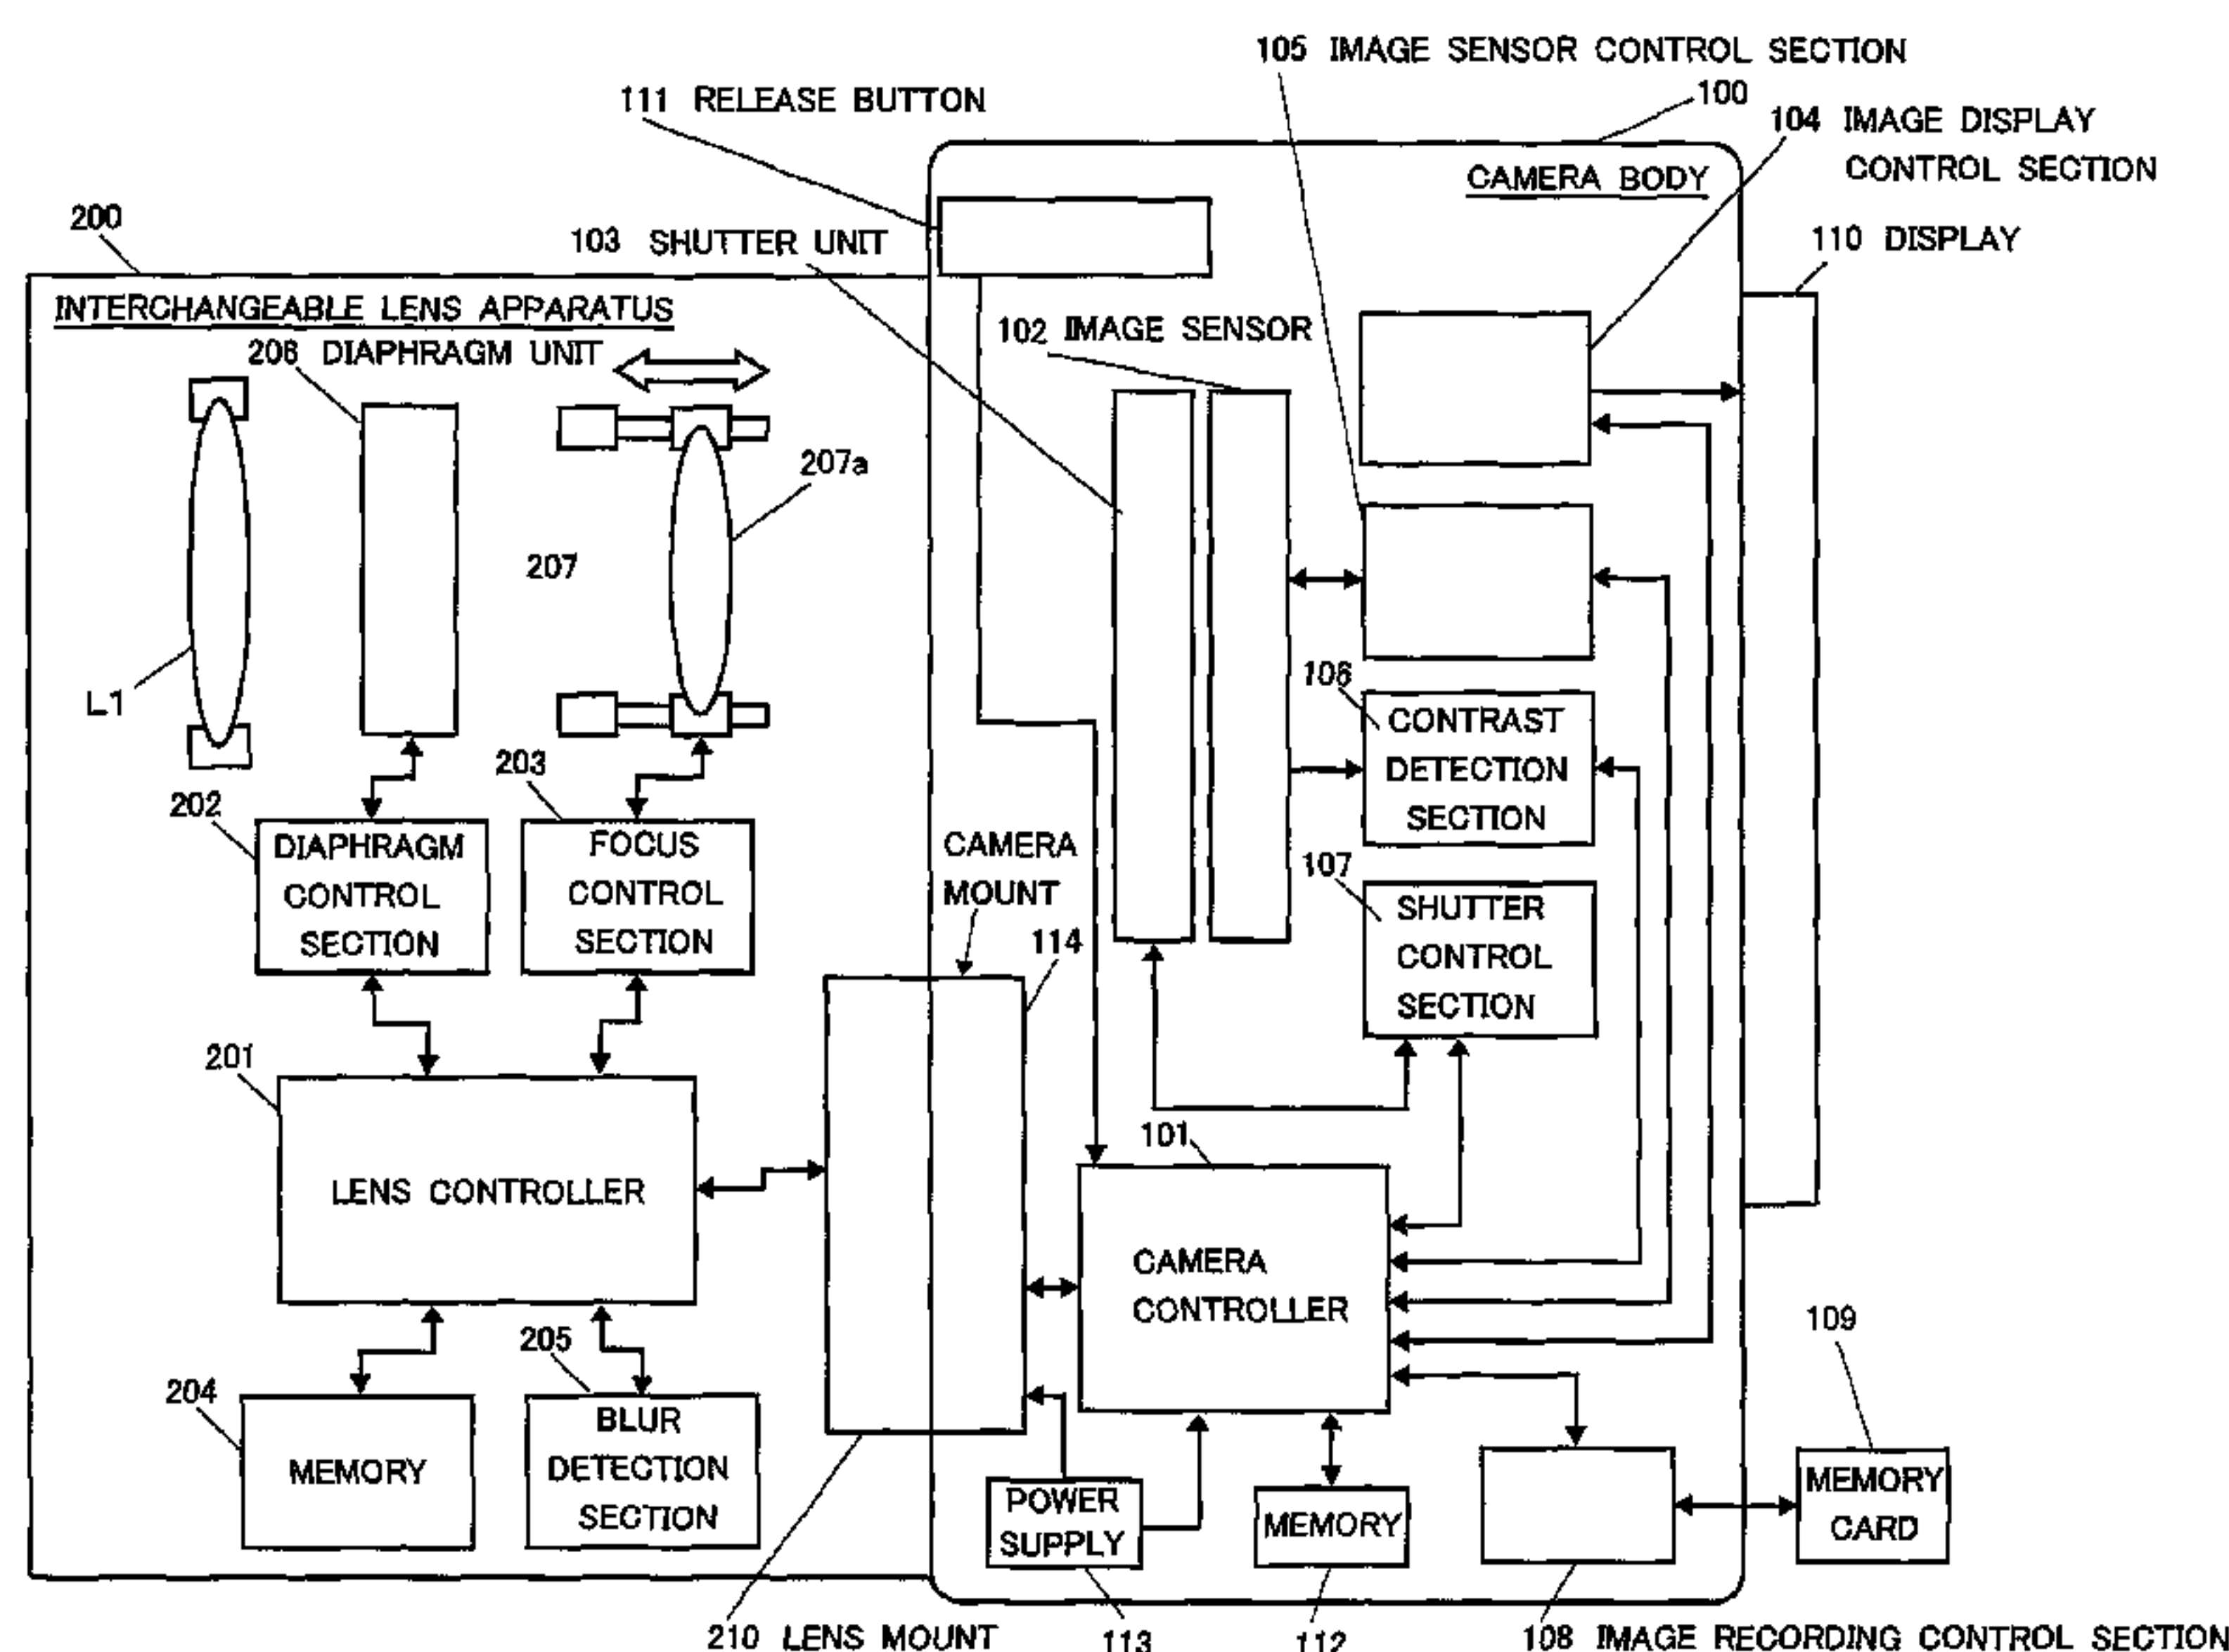 105 IMAGE SENSOR CONTROL SECTION
111 RELEASE BUTTON
100
104 IMAGE DISPLAY
CONTROL SECTION
CAMERA BODY
200
103 SHUTTER UNIT
110 DISPLAY
INTERCHANGEABLE LENS APPARATUS
102 IMAGE SENSOR
206 DIAPHRAGM UNIT
207a
207
L1
106
CONTRAST
DETECTION
SECTION
203
202
DIAPHRAGM
CONTROL
SECTION
FOCUS
CONTROL
SECTION
CAMERA
MOUNT
114
107
SHUTTER
CONTROL
SECTION
201
LENS CONTROLLER
101
CAMERA
CONTROLLER
109
204
MEMORY
205
BLUR
DETECTION
SECTION
POWER
SUPPLY
MEMORY
MEMORY
CARD
210 LENS MOUNT
113
112
108 IMAGE RECORDING CONTROL SECTION